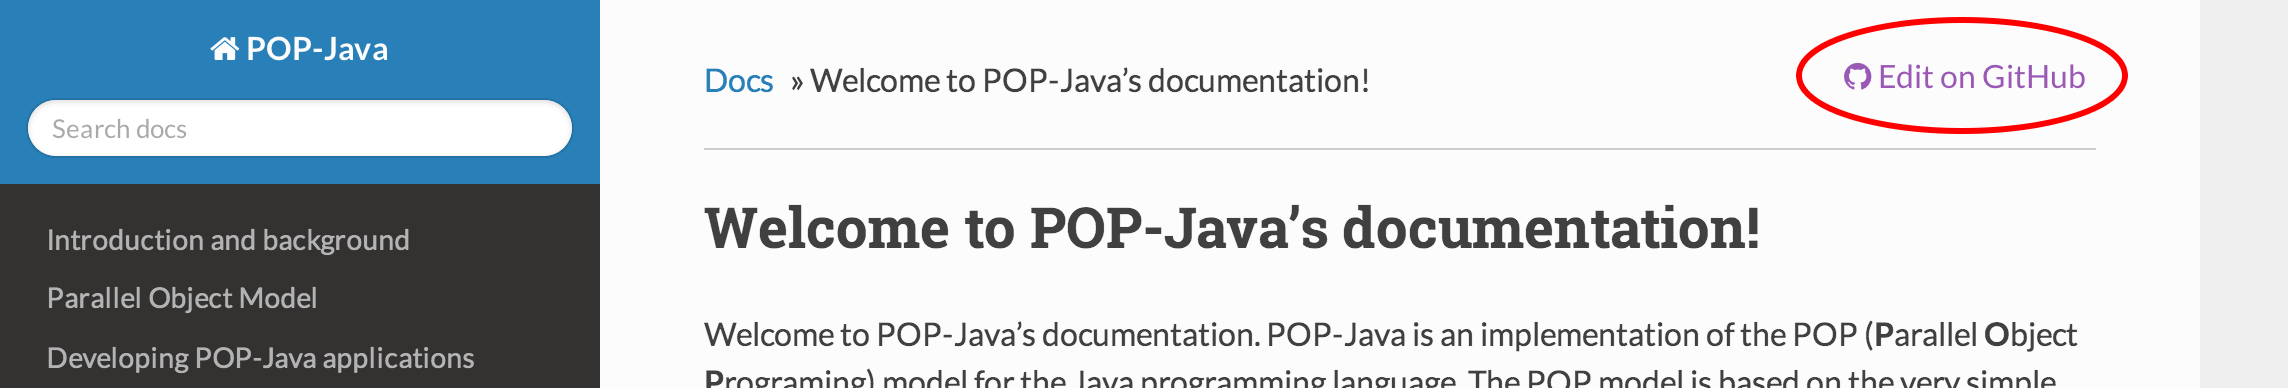 POP-Java
Search docs
Introduction and background
Parallel Object Model
Developing POP-Java applications
Docs » Welcome to POP-Java’s documentation!
Edit on GitHub
Welcome to POP-Java’s documentation!
Welcome to POP-Java’s documentation. POP-Java is an implementation of the POP (Parallel Object
Programing) model for the Java programming language. The POP model is based on the very simple